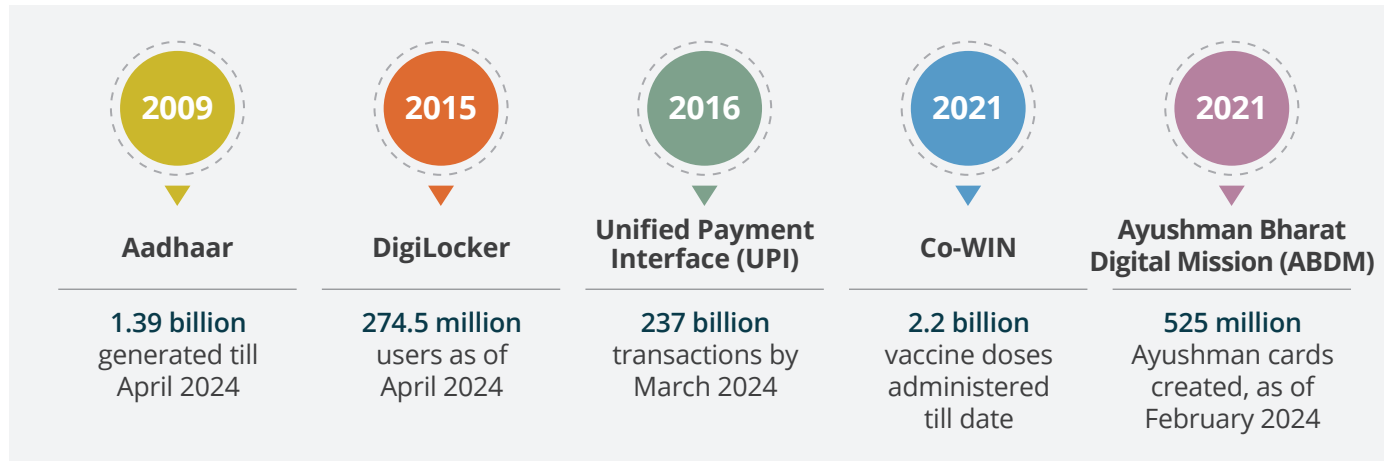 2009
Aadhaar
1.39 billion
generated till
April 2024
2015
DigiLocker
274.5 million
users as of
April 2024
2016
Unified Payment
Interface (UPI)
237 billion
transactions by
March 2024
2021
Co-WIN
2.2 billion
vaccine doses
administered
till date
2021
Ayushman Bharat
Digital Mission (ABDM)
525 million
Ayushman cards
created, as of
February 2024